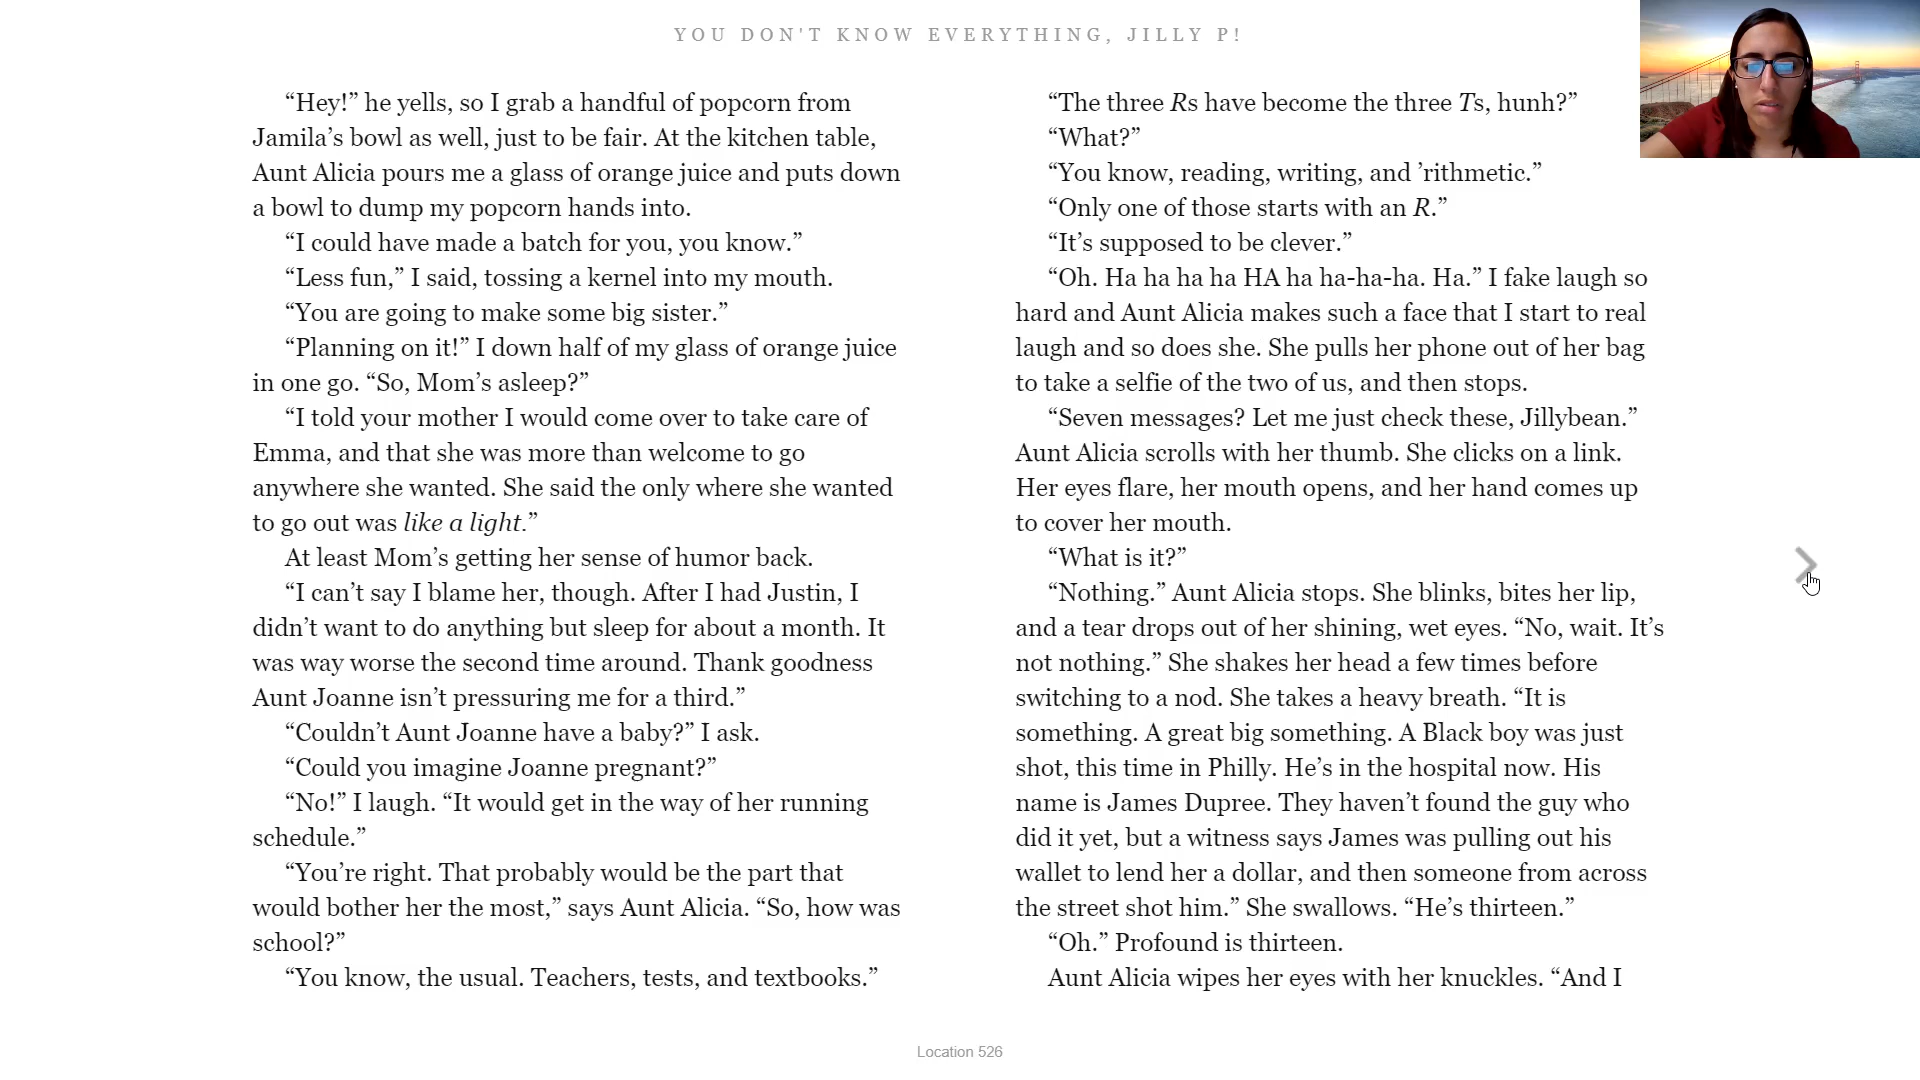 YOU DON'T KNOW EVERYTHING, JILLY P!
“Hey!” he yells, so I grab a handful of popcorn from
Jamila’s bowl as well, just to be fair. At the kitchen table,
Aunt Alicia pours me a glass of orange juice and puts down
a bowl to dump my popcorn hands into.
“I could have made a batch for you, you know.”
“Less fun,” I said, tossing a kernel into my mouth.
“You are going to make some big sister.”
“Planning on it!” I down half of my glass of orange juice
in one go. “So, Mom’s asleep?”
“I told your mother I would come over to take care of
Emma, and that she was more than welcome to go
anywhere she wanted. She said the only where she wanted
to go out was like a light.”
At least Mom’s getting her sense of humor back.
“I can’t say I blame her, though. After I had Justin, I
didn’t want to do anything but sleep for about a month. It
was way worse the second time around. Thank goodness
Aunt Joanne isn’t pressuring me for a third.”
“Couldn’t Aunt Joanne have a baby?” I ask.
“Could you imagine Joanne pregnant?”
“No!” I laugh. “It would get in the way of her running
schedule.”
“You’re right. That probably would be the part that
would bother her the most,” says Aunt Alicia. “So, how was
school?”
“You know, the usual. Teachers, tests, and textbooks.”
“The three Rs have become the three Ts, hunh?”
“What?”
“You know, reading, writing, and ’rithmetic.”
“Only one of those starts with an R.”
“It’s supposed to be clever.”
“Oh. Ha ha ha ha HA ha ha-ha-ha. Ha.” I fake laugh so
hard and Aunt Alicia makes such a face that I start to real
laugh and so does she. She pulls her phone out of her bag
to take a selfie of the two of us, and then stops.
“Seven messages? Let me just check these, Jillybean.”
Aunt Alicia scrolls with her thumb. She clicks on a link.
Her eyes flare, her mouth opens, and her hand comes up
to cover her mouth.
“What is it?”
“Nothing.” Aunt Alicia stops. She blinks, bites her lip,
and a tear drops out of her shining, wet eyes. “No, wait. It’s
not nothing.” She shakes her head a few times before
switching to a nod. She takes a heavy breath. “It is
something. A great big something. A Black boy was just
shot, this time in Philly. He’s in the hospital now. His
name is James Dupree. They haven’t found the guy who
did it yet, but a witness says James was pulling out his
wallet to lend her a dollar, and then someone from across
the street shot him.” She swallows. “He’s thirteen.”
“Oh.” Profound is thirteen.
Aunt Alicia wipes her eyes with her knuckles. “And I
Location 526